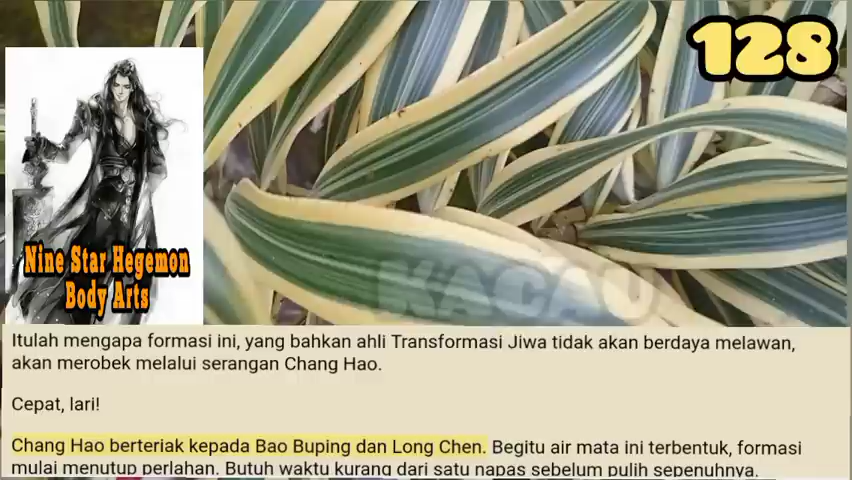 128
Nine Star Hegemon
Body Arts
KACAU
Itulah mengapa formasi ini, yang bahkan ahli Transformasi Jiwa tidak akan berdaya melawan,
akan merobek melalui serangan Chang Hao.
Cepat, lari!
Chang Hao berteriak kepada Bao Buping dan Long Chen. Begitu air mata ini terbentuk, formasi
mulai menutup perlahan. Butuh waktu kurang dari satu napas sebelum pulih sepenuhnya.